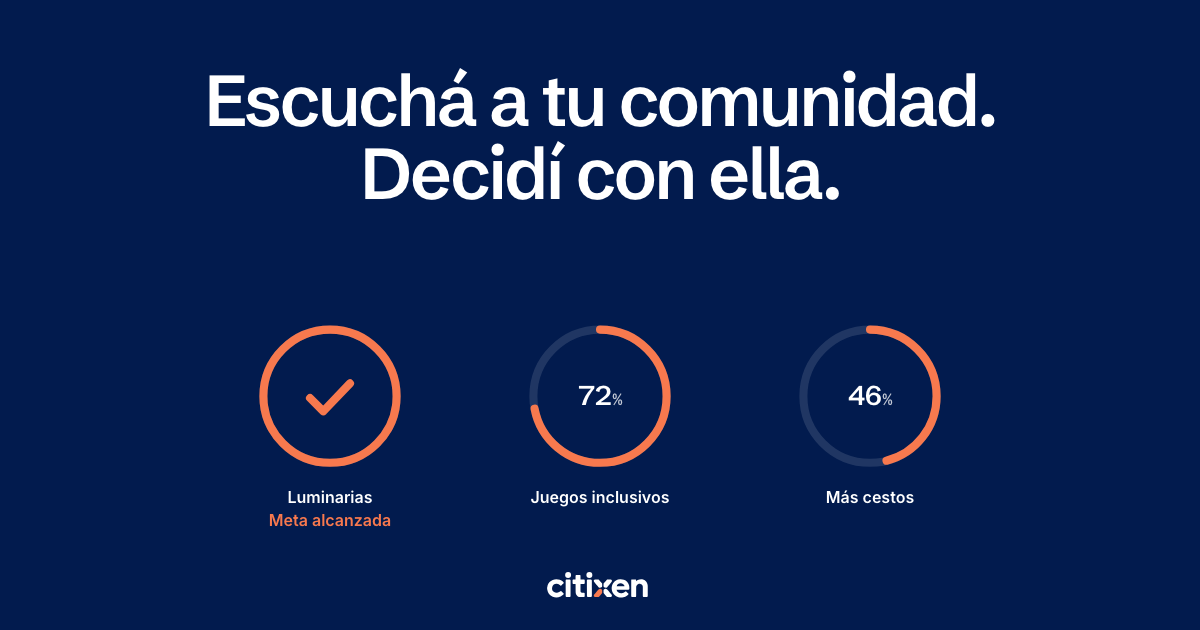 Escuchá a tu comunidad.
Decidí con ella.
72%
46%
Luminarias
Meta alcanzada
Juegos inclusivos
Más cestos
citixen